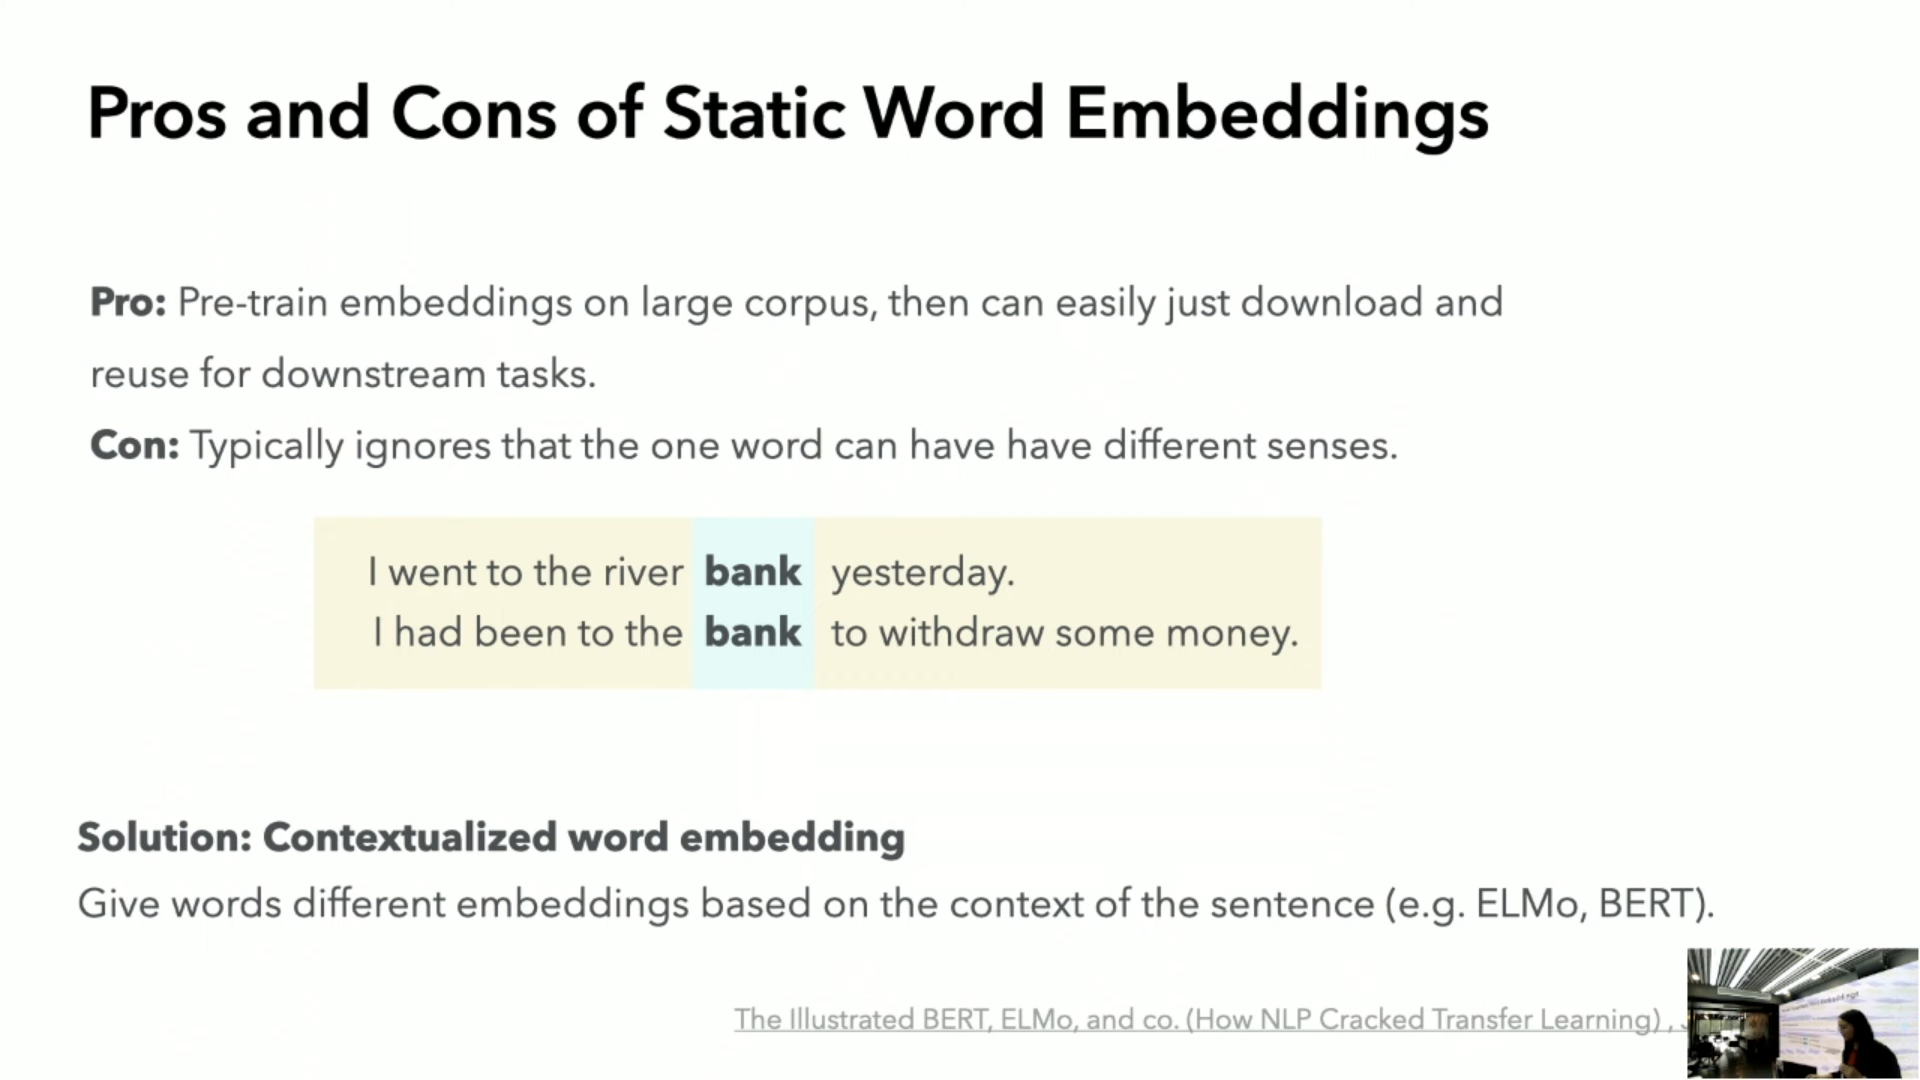 Pros and Cons of Static Word Embeddings
Pro: Pre-train embeddings on large corpus, then can easily just download and
reuse for downstream tasks.
Con: Typically ignores that the one word can have have different senses.
I went to the river bank yesterday.
I had been to the bank to withdraw some money.
Solution: Contextualized word embedding
Give words different embeddings based on the context of the sentence (e.g. ELMo, BERT).
The Illustrated BERT, ELMo, and co. (How NLP Cracked Transfer Learning) ,